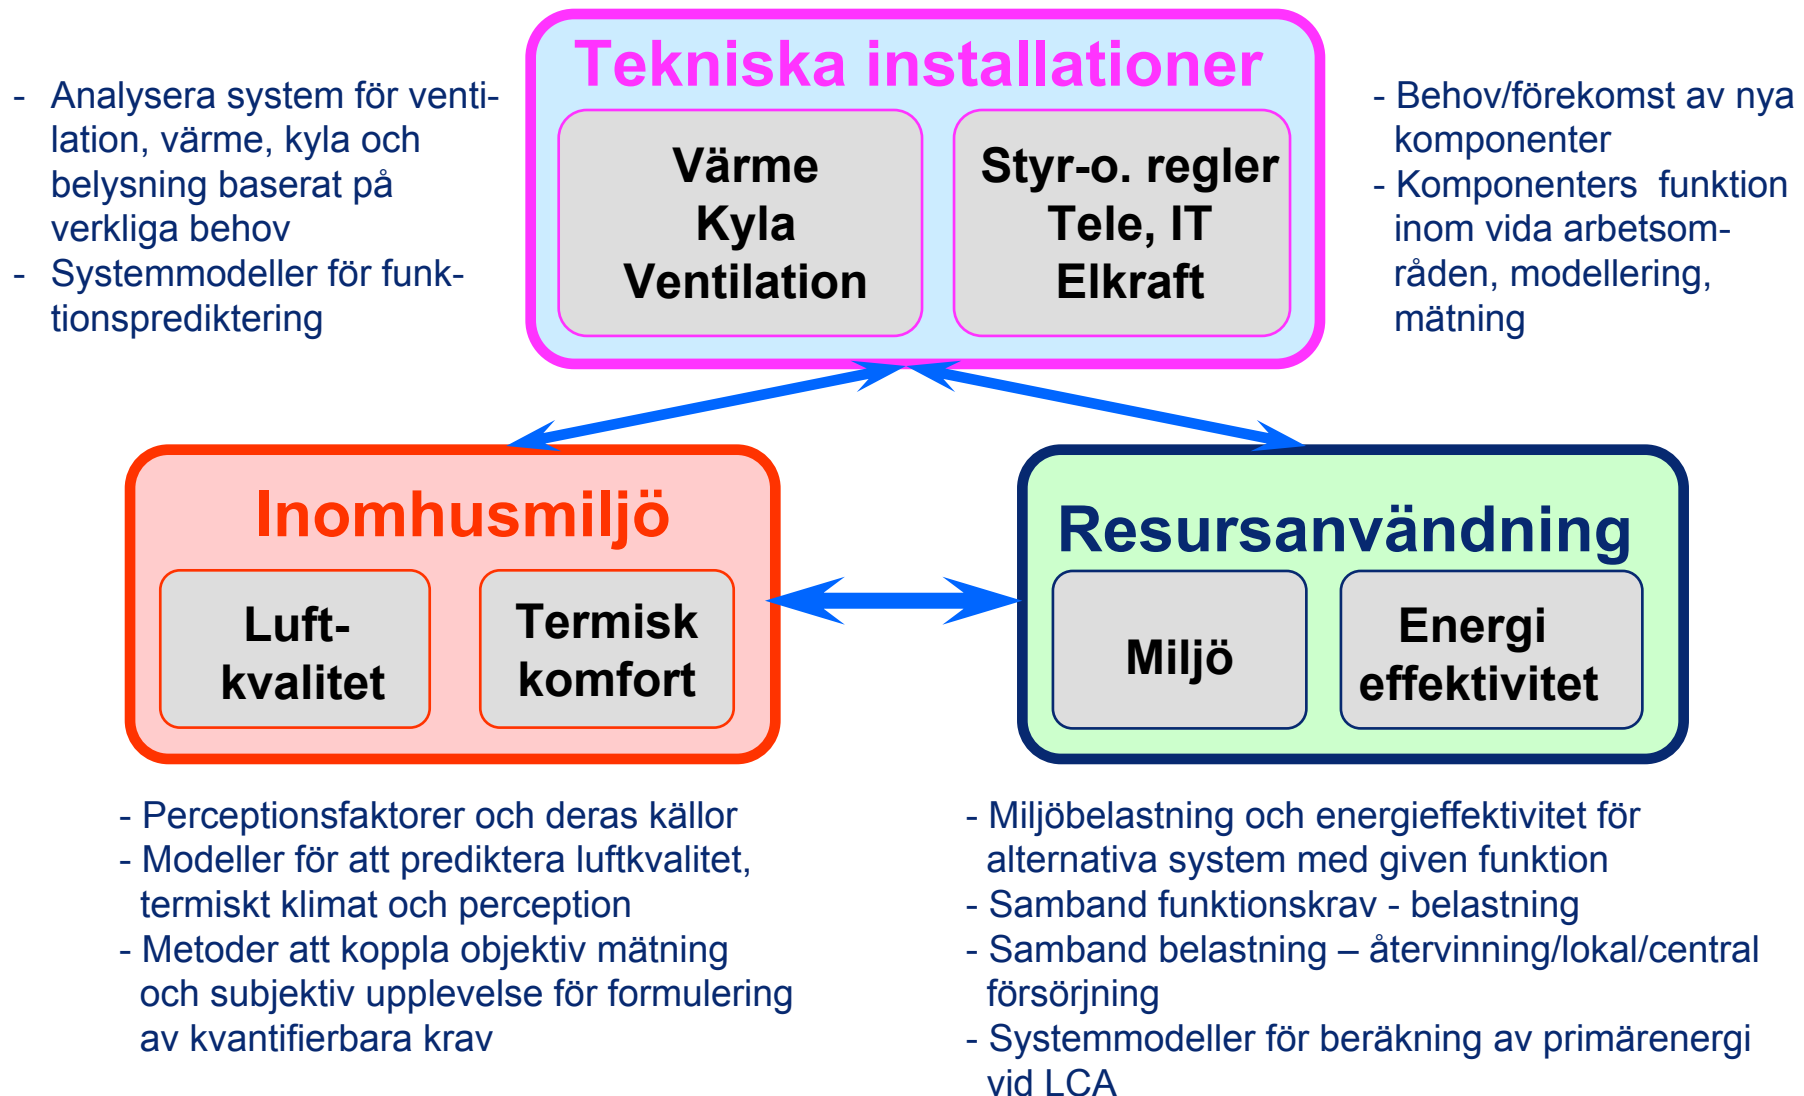 Tekniska installationer
- Analysera system för venti-
lation, värme, kyla och
belysning baserat på
verkliga behov
- Systemmodeller för funk-
tionsprediktering
Värme
Kyla
Ventilation
Styr-o. regler
Tele, IT
Elkraft
- Behov/förekomst av nya
komponenter
- Komponenters funktion
inom vida arbetsom-
råden, modellering,
mätning
Inomhusmiljö
Luft-
kvalitet
Termisk
komfort
Resursanvändning
Miljö
Energi
effektivitet
- Perceptionsfaktorer och deras källor
- Modeller för att prediktera luftkvalitet,
termiskt klimat och perception
- Metoder att koppla objektiv mätning
och subjektiv upplevelse för formulering
av kvantifierbara krav
- Miljöbelastning och energieffektivitet för
alternativa system med given funktion
- Samband funktionskrav - belastning
- Samband belastning – återvinning/lokal/central
försörjning
- Systemmodeller för beräkning av primärenergi
vid LCA